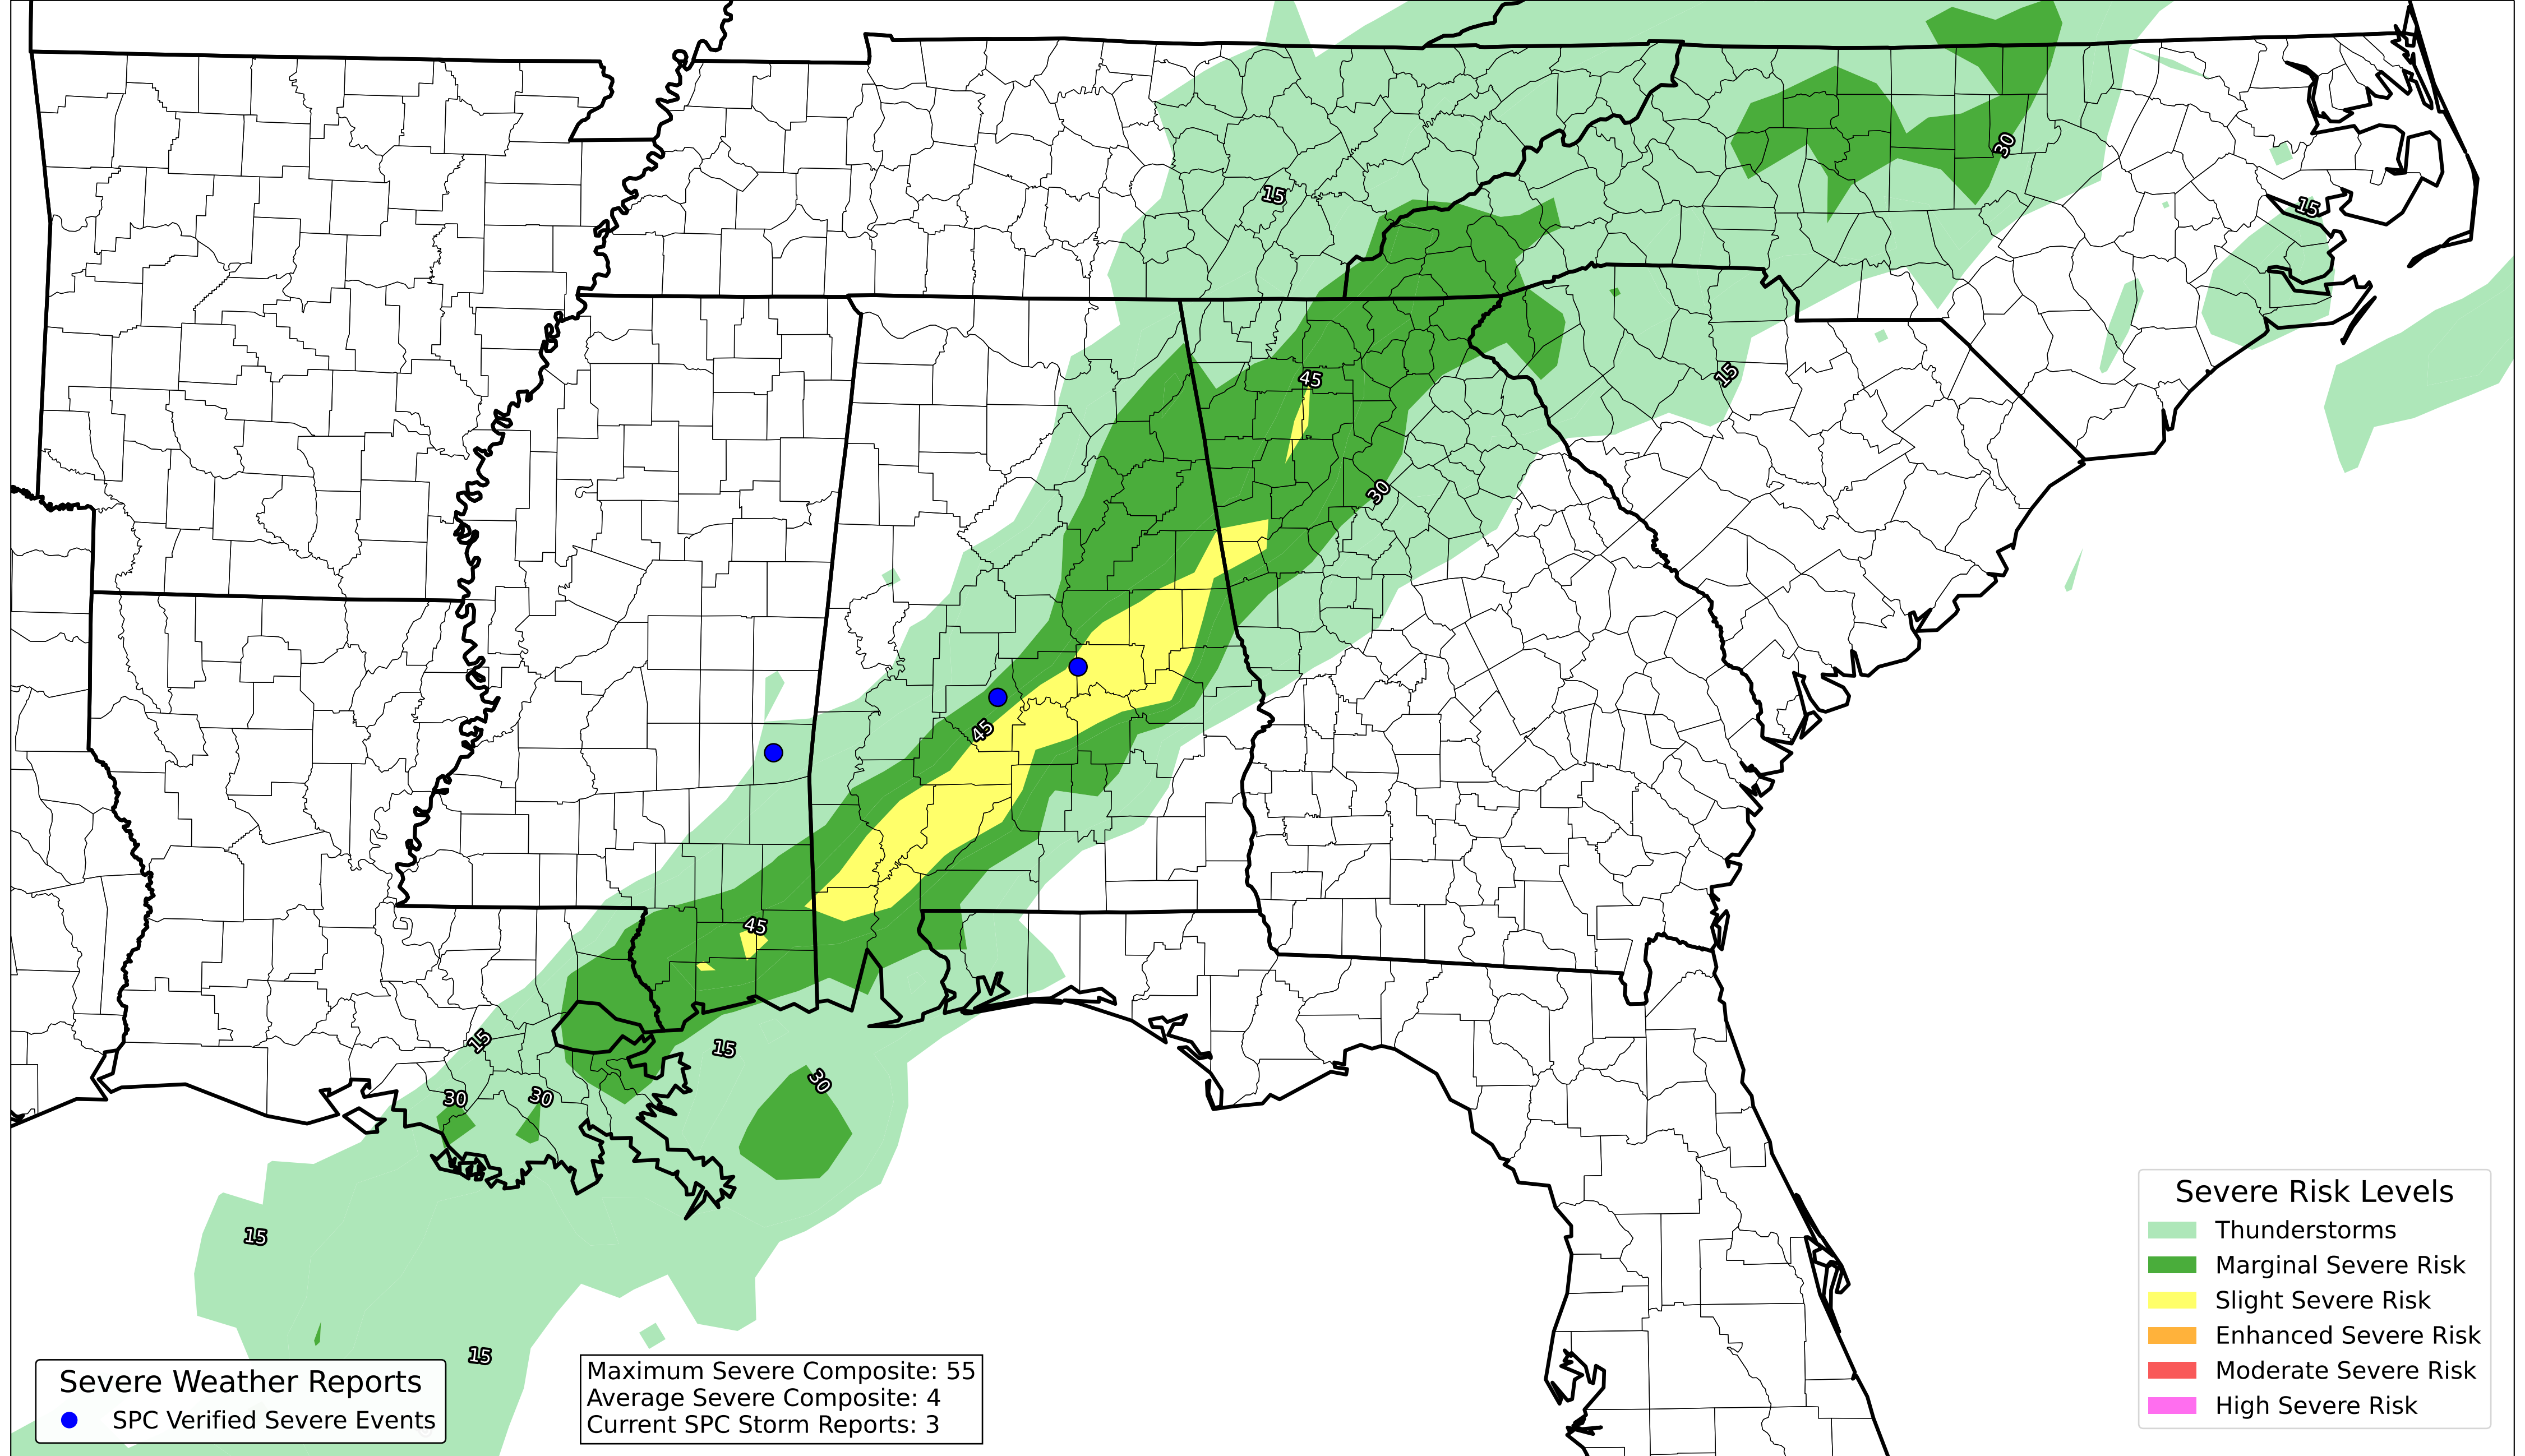 30
15
15
45
15
30
45
45
15
15
30
30
30
15
15
Severe Weather Reports
SPC Verified Severe Events
Maximum Severe Composite: 55
Average Severe Composite: 4
Current SPC Storm Reports: 3
Severe Risk Levels
Thunderstorms
Marginal Severe Risk
Slight Severe Risk
Enhanced Severe Risk
Moderate Severe Risk
High Severe Risk